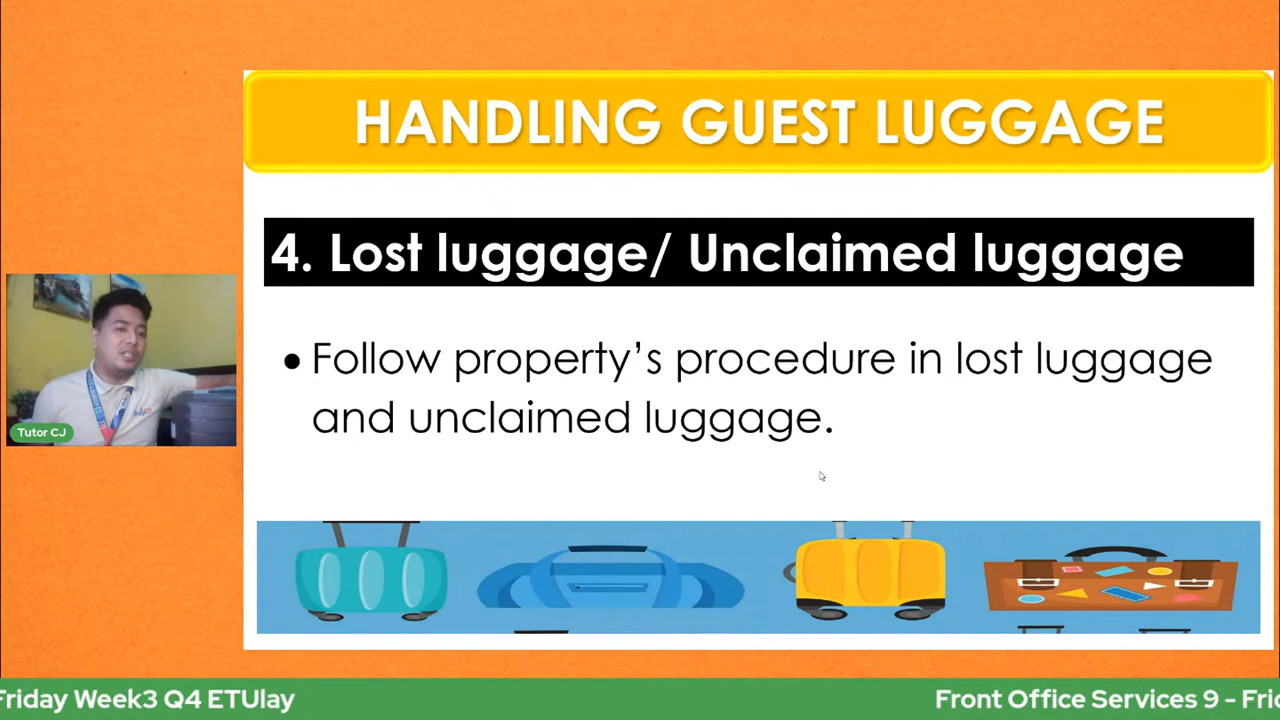 HANDLING GUEST LUGGAGE
4. Lost luggage/ Unclaimed luggage
• Follow property's procedure in lost luggage
and unclaimed luggage.
Tutor CJ
Friday Week3 Q4 ETUlay
Front Office Services 9 - Fri